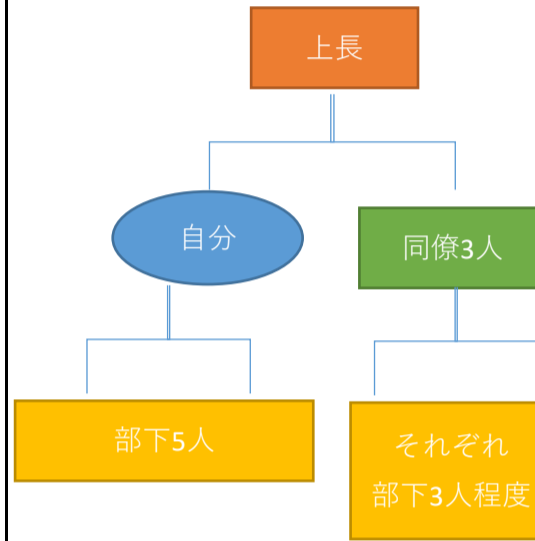 上長
自分
同僚3人
部下5人
それぞれ
部下3人程度